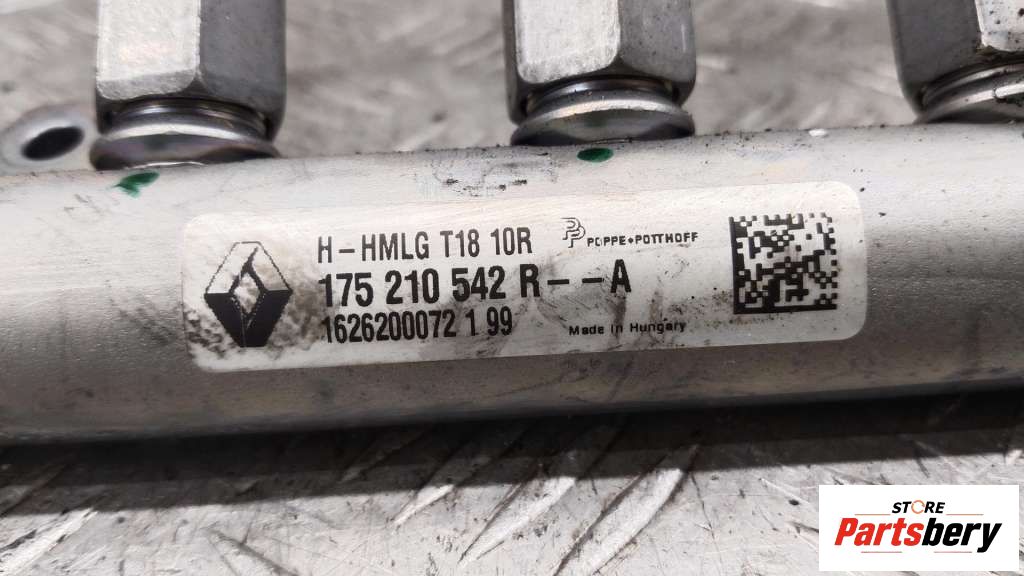 H-HMLG T18 10R
POPPE+POTTHOFF
175 210 542 R--A
1626200072 1 99
Made in Hungary
STORE
Partsbery